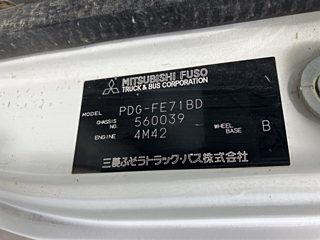 MITSUBISHI FUSO
TRUCK & BUS CORPORATION
MODEL PDG-FE71BD
CHASSIS NO. 560039 WHEEL BASE B
ENGINE 4M42
三菱ふそうトラック・バス株式会社